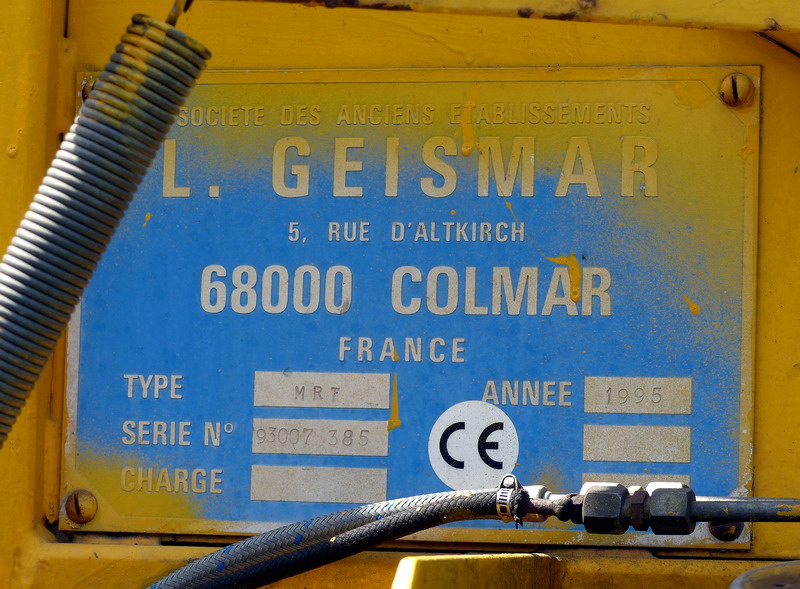 SOCIETE DES ANCIENS ETABLISSEMENTS
L. GEISMAR
5, RUE D'ALTKIRCH
68000 COLMAR
FRANCE
TYPE MRT ANNEE 1995
SERIE N° 93007 385
CE
CHARGE